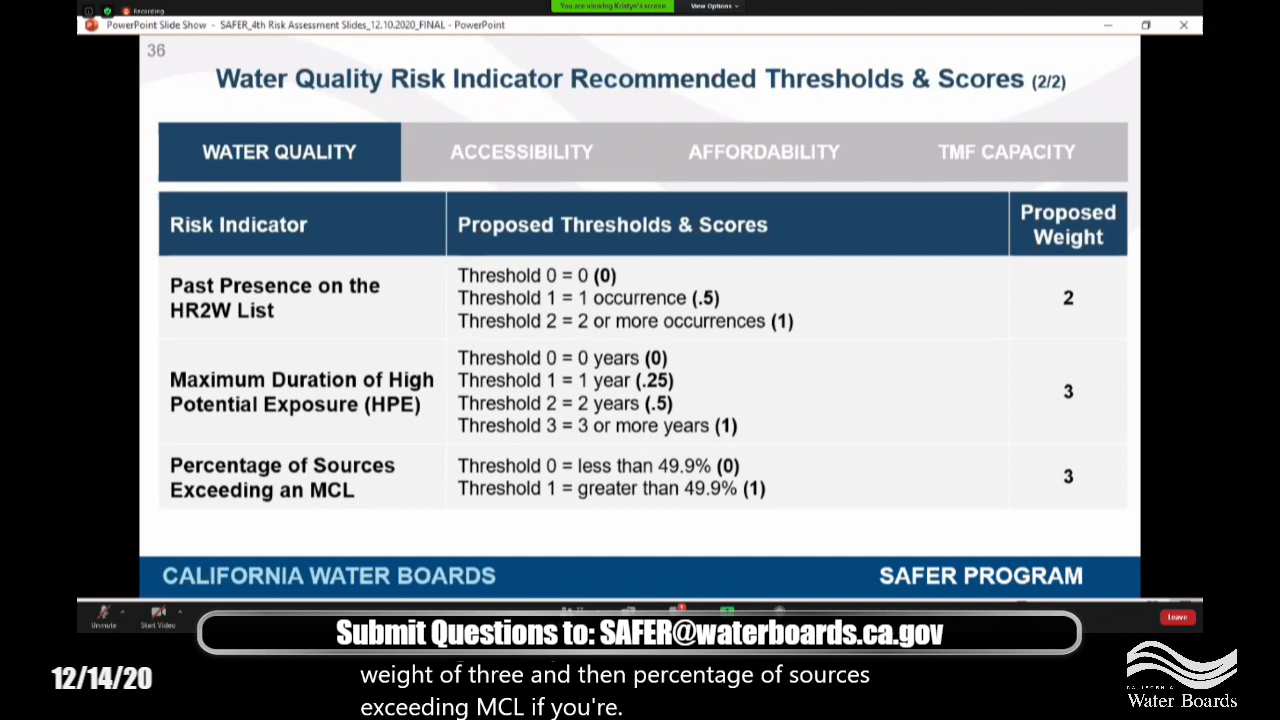 Recording
You are viewing Kristyn's screen
View Options
PowerPoint Slide Show - SAFER_4th Risk Assessment Slides_12.10.2020_FINAL - PowerPoint
36
Water Quality Risk Indicator Recommended Thresholds & Scores (2/2)
WATER QUALITY
ACCESSIBILITY
AFFORDABILITY
TMF CAPACITY
Risk Indicator
Proposed Thresholds & Scores
Proposed
Weight
Past Presence on the
HR2W List
Threshold 0 = 0 (0)
Threshold 1 = 1 occurrence (.5)
Threshold 2 = 2 or more occurrences (1)
2
Maximum Duration of High
Potential Exposure (HPE)
Threshold 0 = 0 years (0)
Threshold 1 = 1 year (.25)
Threshold 2 = 2 years (.5)
Threshold 3 = 3 or more years (1)
3
Percentage of Sources
Exceeding an MCL
Threshold 0 = less than 49.9% (0)
Threshold 1 = greater than 49.9% (1)
3
CALIFORNIA WATER BOARDS
SAFER PROGRAM
Unmute
Start Video
Leave
Submit Questions to: SAFER@waterboards.ca.gov
12/14/20
weight of three and then percentage of sources
exceeding MCL if you're.
CALIFORNIA
Water Boards